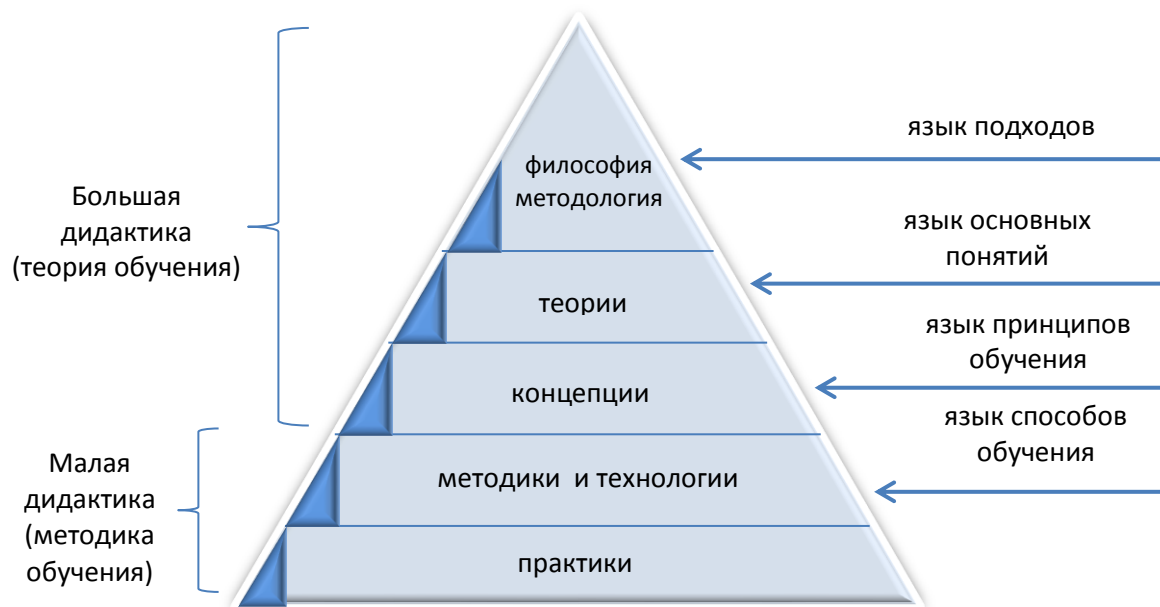 Большая
дидактика
(теория обучения)
Малая
дидактика
(методика
обучения)
философия
методология
теории
концепции
методики и технологии
практики
язык подходов
язык основных
понятий
язык принципов
обучения
язык способов
обучения